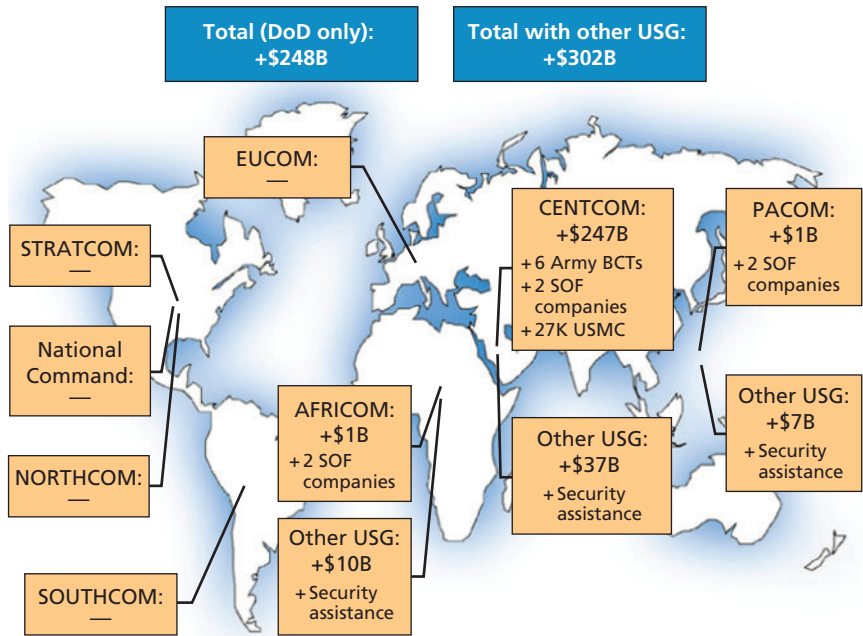 Total (DoD only):
+$248B
Total with other USG:
+$302B
EUCOM:
—
STRATCOM:
—
National
Command:
—
NORTHCOM:
—
SOUTHCOM:
—
AFRICOM:
+$1B
+2 SOF
companies
Other USG:
+$10B
+Security
assistance
CENTCOM:
+$247B
+6 Army BCTs
+2 SOF
companies
+27K USMC
Other USG:
+$37B
+Security
assistance
PACOM:
+$1B
+2 SOF
companies
Other USG:
+$7B
+Security
assistance